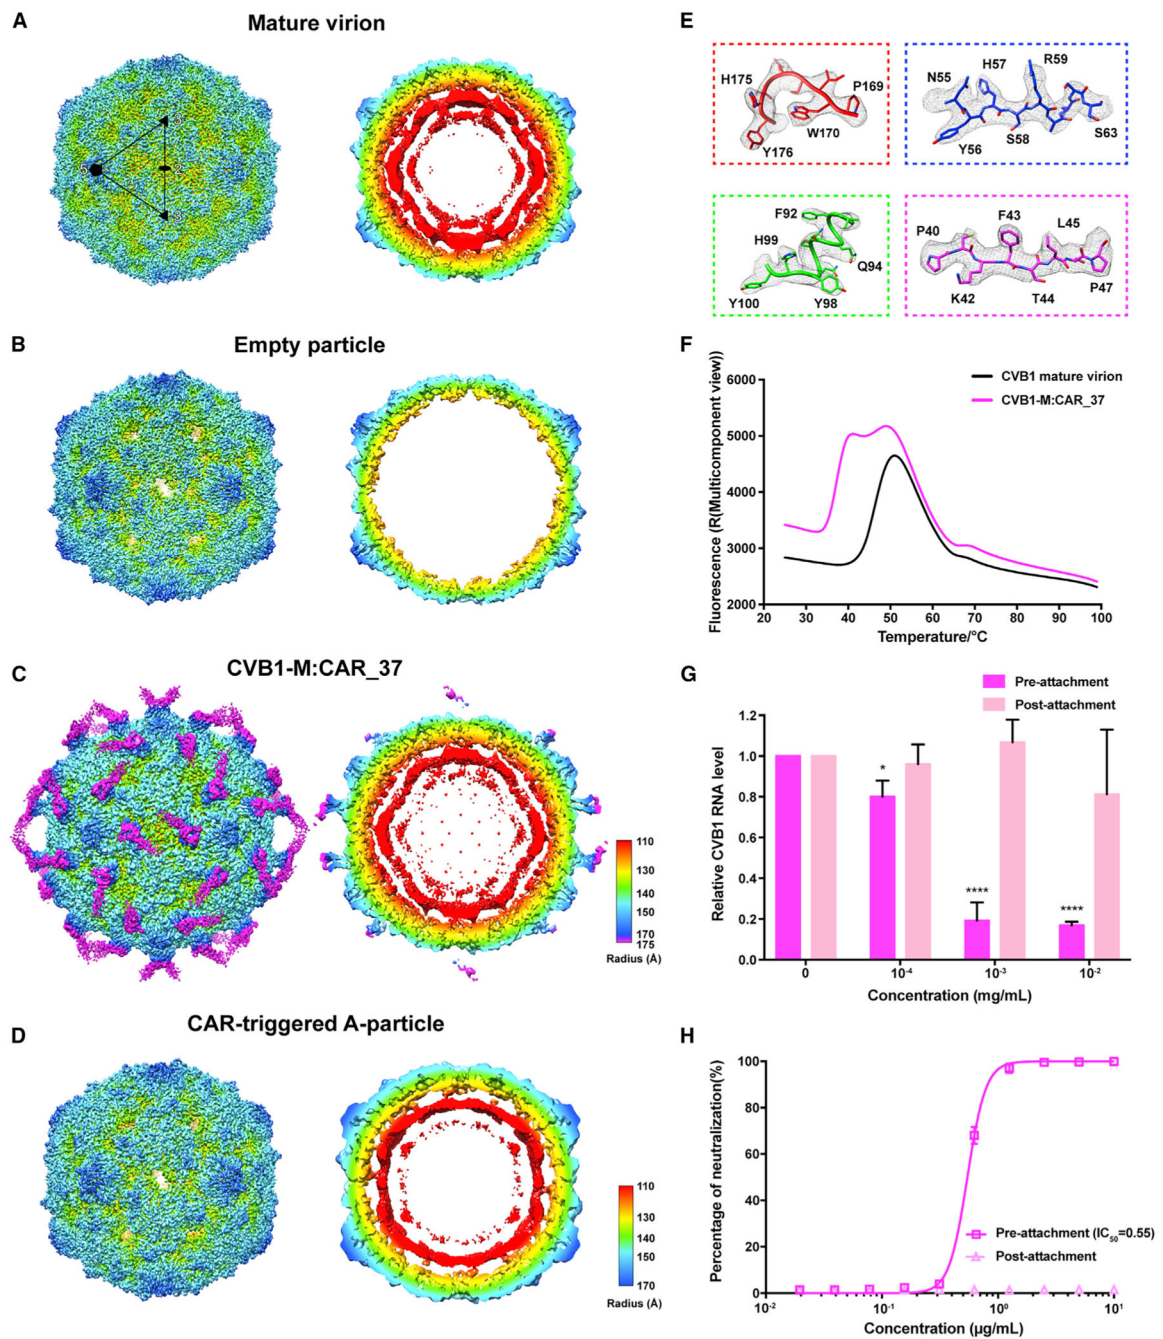 A
Mature virion
5
3
2
3
B
Empty particle
C
CVB1-M:CAR_37
110
130
140
150
170
175
Radius (Å)
D
CAR-triggered A-particle
110
130
140
150
170
Radius (Å)
E
H175
P169
W170
Y176
N55
H57
R59
Y56
S58
S63
F92
H99
Q94
Y100
Y98
P40
F43
L45
K42
T44
P47
F
Fluorescence (R(Multicomponent view))
6000
5000
4000
3000
2000
CVB1 mature virion
CVB1-M:CAR_37
20 30 40 50 60 70 80 90 100
Temperature/°C
G
Pre-attachment
Post-attachment
Relative CVB1 RNA level
1.2
1.0
0.8
0.6
0.4
0.2
0.0
*
****
****
0 10-4 10-3 10-2
Concentration (mg/mL)
H
Percentage of neutralization(%)
100
80
60
40
20
0
Pre-attachment (IC50=0.55)
Post-attachment
10-2 10-1 100 101
Concentration (µg/mL)